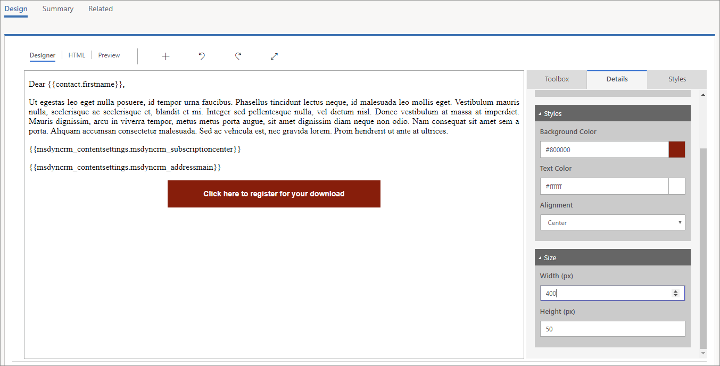 Design Summary Related
Designer HTML Preview
Toolbox Details Styles
Dear {{contact.firstname}},
Ut egestas leo eget nulla posuere, id tempor urna faucibus. Phasellus tincidunt lectus neque, id malesuada leo mollis eget. Vestibulum mauris
nulla, scelerisque ac scelerisque et, blandit et mi. Integer sed pellentesque nulla, vel dictum nisl. Donec vestibulum at massa st imperdiet.
Mauris dignissim, arcu in viverra tempor, metus metus porta augue, sit amet dignissim diam neque non odio. Nam consequat sit amet sem a
porta. Aliquam accumsan consectetur malesuada. Sed ac vehicula est, nec gravida lorem. Proin hendrerit ut ante at ultrices.
{{msdyncrm_contentsettings.msdyncrm_subscriptioncenter}}
{{msdyncrm_contentsettings.msdyncrm_addressmain}}
Click here to register for your download
Styles
Background Color
#800000
Text Color
#ffffff
Alignment
Center
Size
Width (px)
400
Height (px)
50